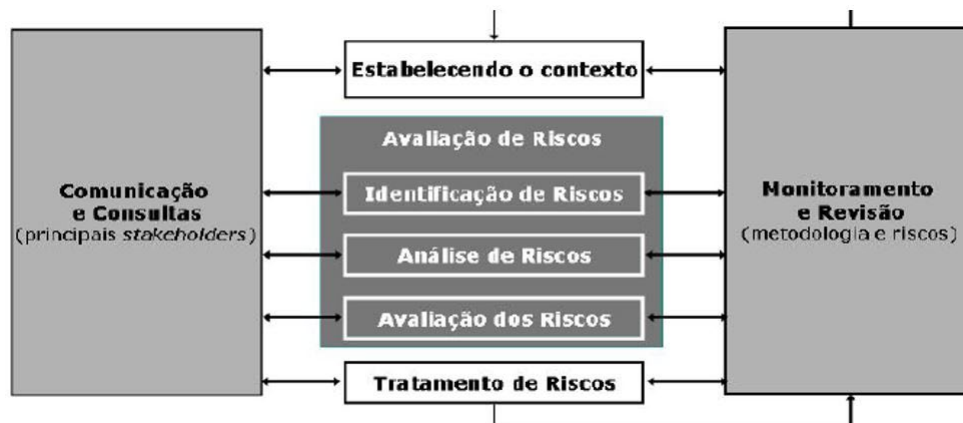 Comunicação
e Consultas
(principais stakeholders)
Estabelecendo o contexto
Avaliação de Riscos
Identificação de Riscos
Análise de Riscos
Avaliação dos Riscos
Tratamento de Riscos
Monitoramento
e Revisão
(metodologia e riscos)